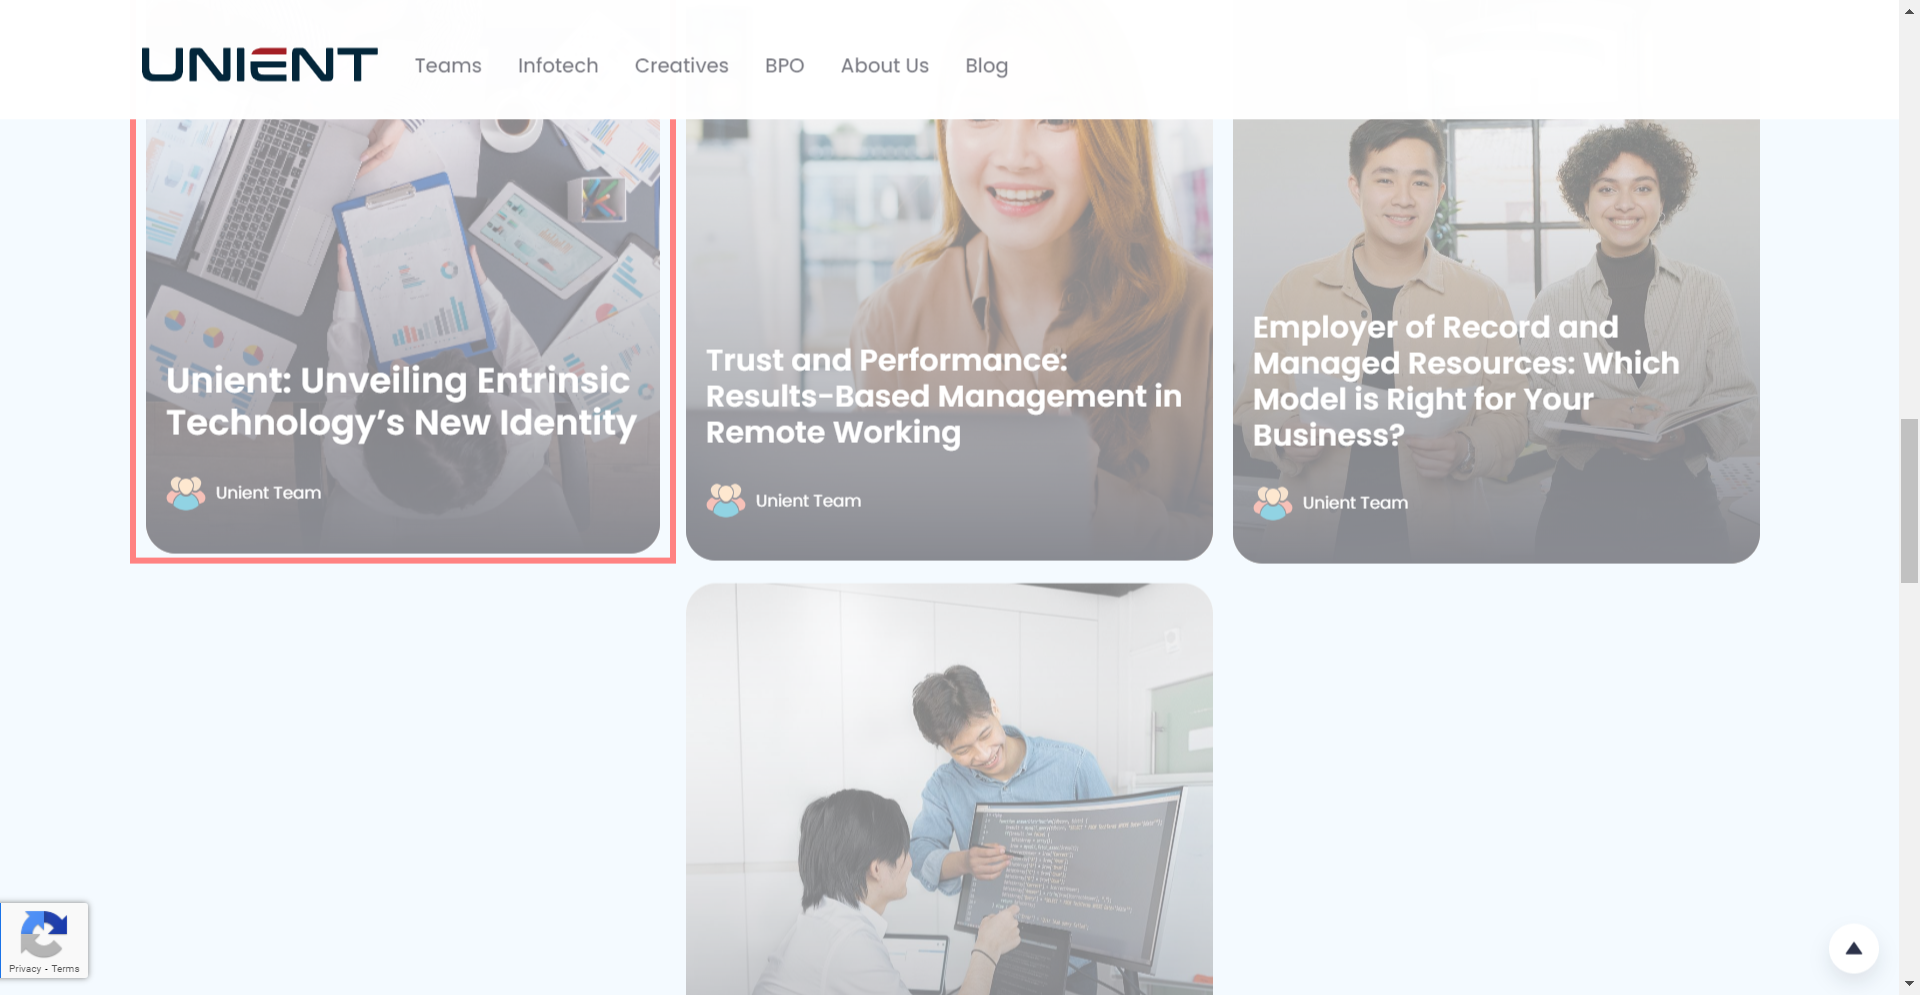 UNIENT
Teams
Infotech
Creatives
BPO
About Us
Blog
Unient: Unveiling Entrinsic
Technology’s New Identity
Unient Team
Trust and Performance:
Results-Based Management in
Remote Working
Unient Team
Employer of Record and
Managed Resources: Which
Model is Right for Your
Business?
Unient Team
Privacy - Terms